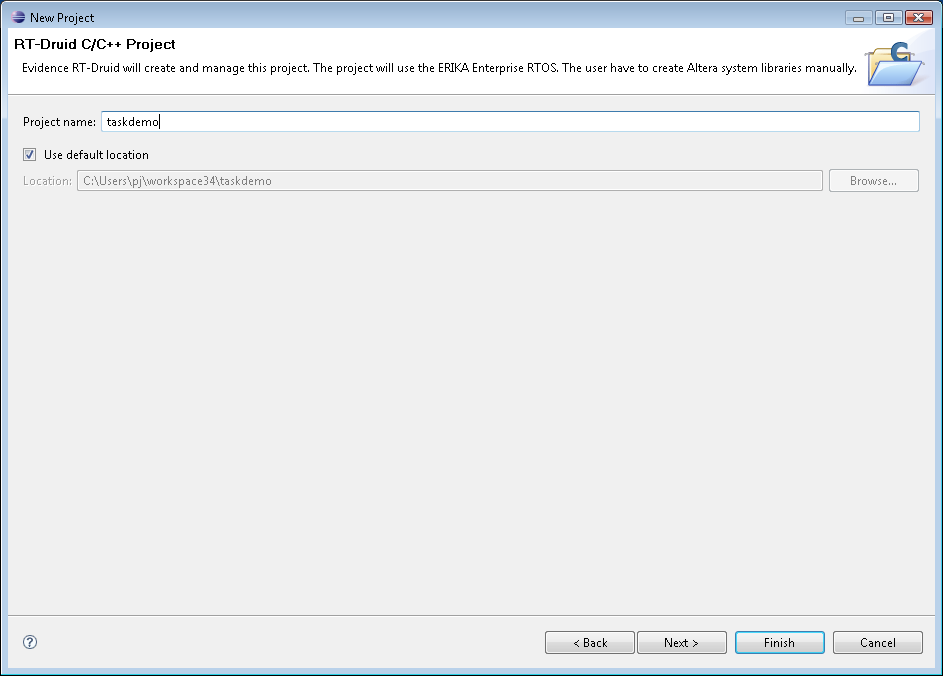 New Project
RT-Druid C/C++ Project
Evidence RT-Druid will create and manage this project. The project will use the ERIKA Enterprise RTOS. The user have to create Altera system libraries manually.
Project name: taskdemo
Use default location
Location: C:\Users\pj\workspace34\taskdemo Browse...
< Back Next > Finish Cancel